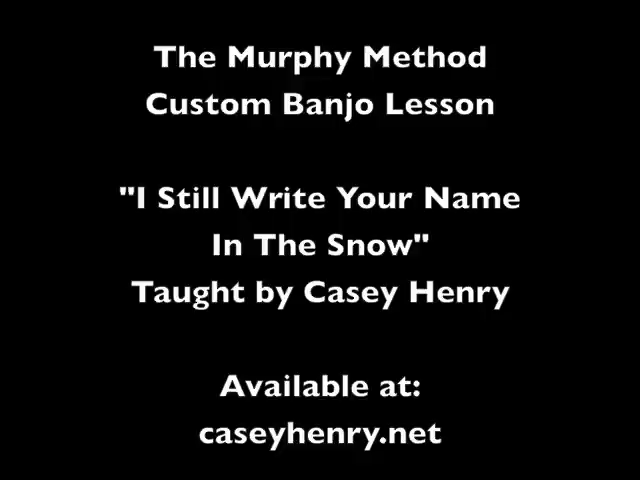 The Murphy Method
Custom Banjo Lesson
"I Still Write Your Name
In The Snow"
Taught by Casey Henry
Available at:
caseyhenry.net